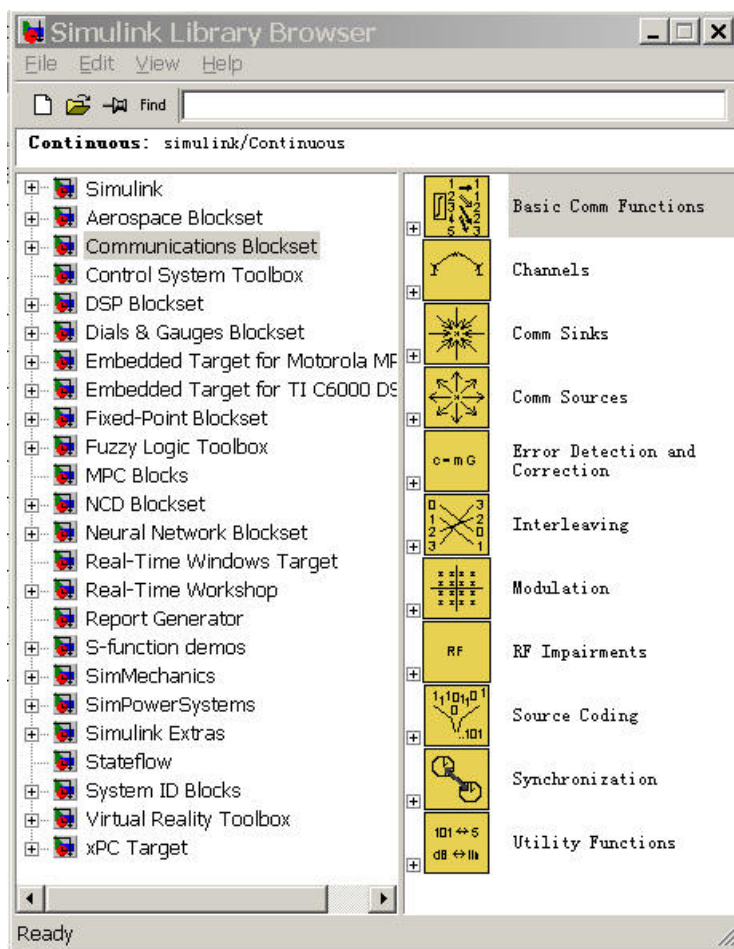 Simulink Library Browser
File Edit View Help
Find
Continuous: simulink/Continuous
Simulink
Aerospace Blockset
Communications Blockset
Control System Toolbox
DSP Blockset
Dials & Gauges Blockset
Embedded Target for Motorola MP
Embedded Target for TI C6000 DS
Fixed-Point Blockset
Fuzzy Logic Toolbox
MPC Blocks
NCD Blockset
Neural Network Blockset
Real-Time Windows Target
Real-Time Workshop
Report Generator
S-function demos
SimMechanics
SimPowerSystems
Simulink Extras
Stateflow
System ID Blocks
Virtual Reality Toolbox
xPC Target
Basic Comm Functions
Channels
Comm Sinks
Comm Sources
c=mG
Error Detection and
Correction
Interleaving
Modulation
RF
RF Impairments
Source Coding
Synchronization
101⇔5
Utility Functions
Ready